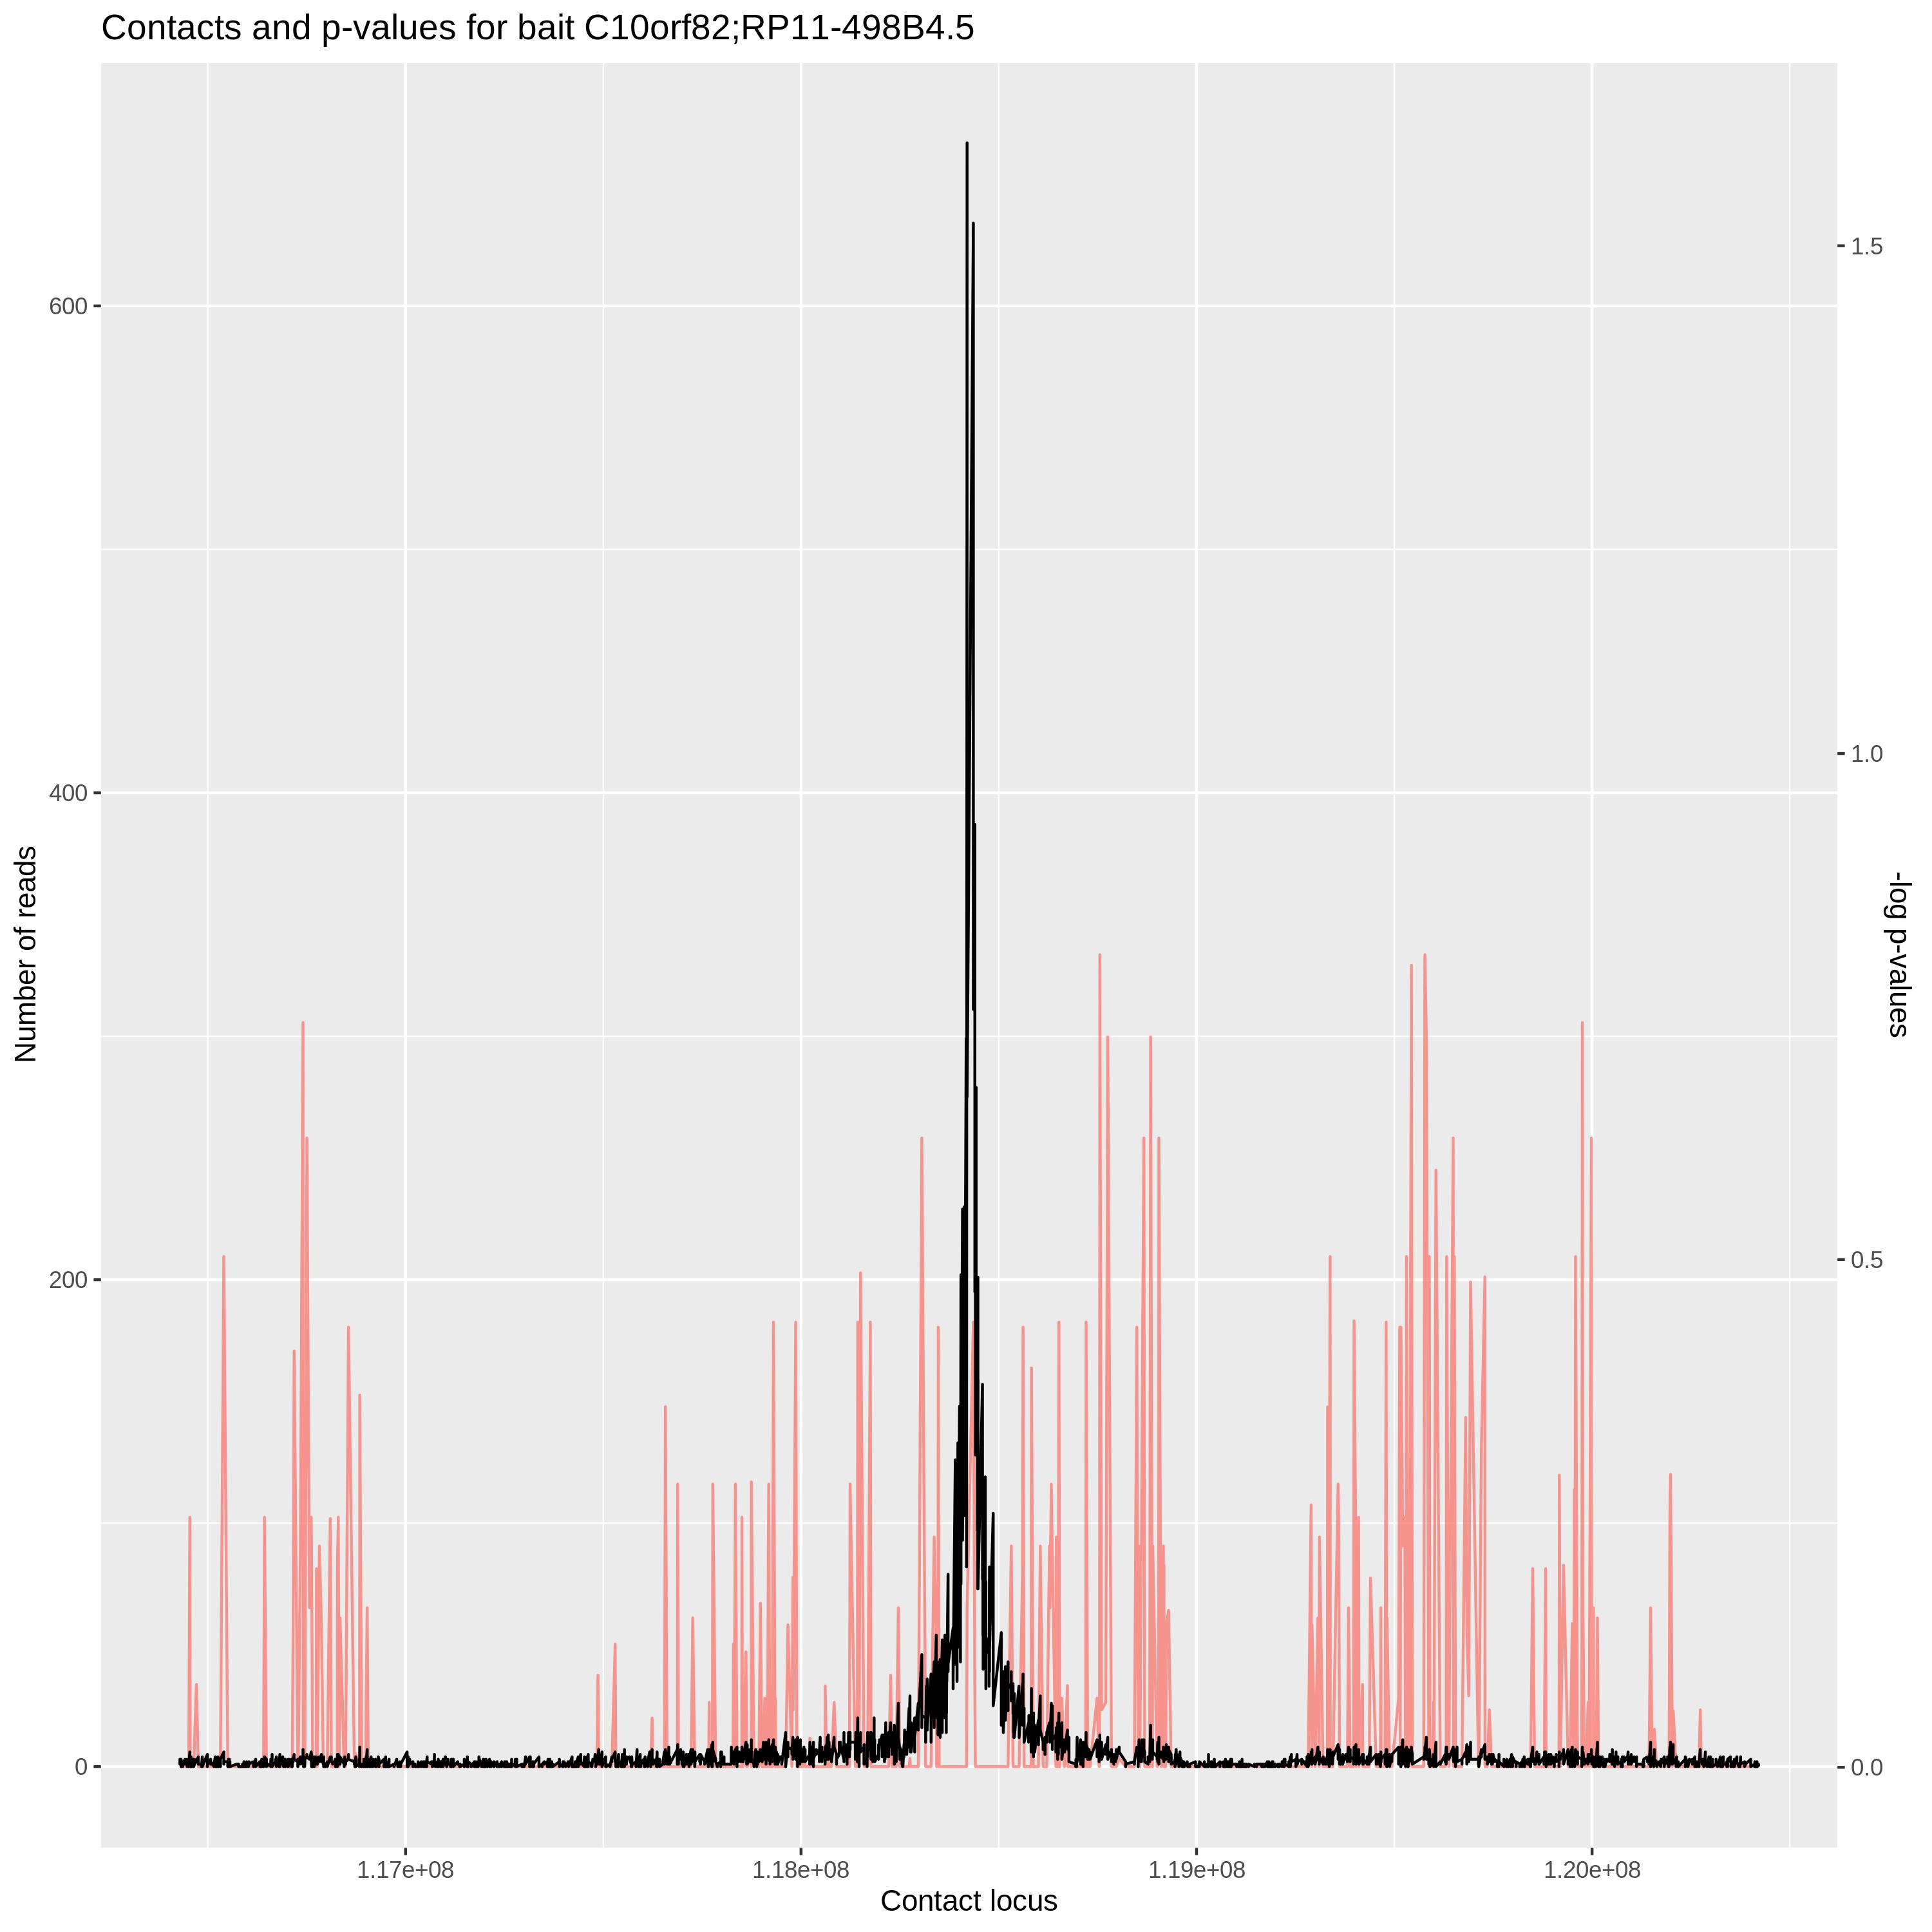 Contacts and p-values for bait C10orf82;RP11-498B4.5
600
400
200
0
Number of reads
1.5
1.0
0.5
0.0
-log p-values
1.17e+08
1.18e+08
1.19e+08
1.20e+08
Contact locus